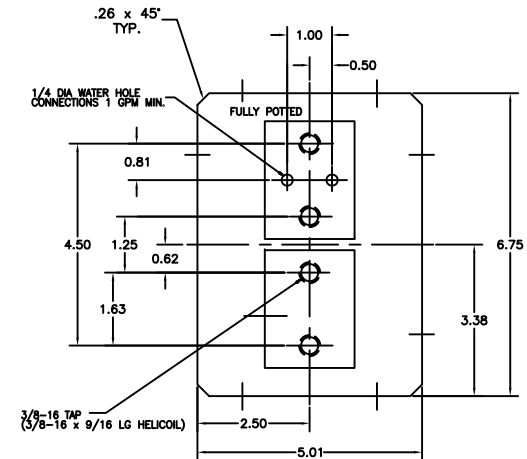 .26 x 45°
TYP.
1.00
0.50
1/4 DIA WATER HOLE
CONNECTIONS 1 GPM MIN.
FULLY POTTED
0.81
4.50
1.25
0.62
6.75
1.63
3.38
3/8-16 TAP
(3/8-16 x 9/16 LG HELICOIL)
2.50
5.01